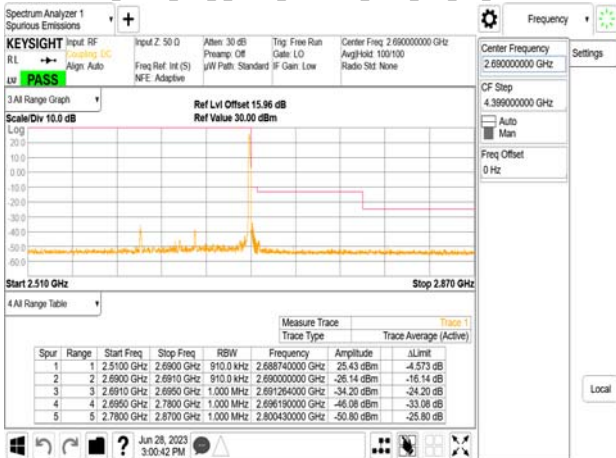 Spectrum Analyzer 1
Spurious Emissions
+
Frequency
KEYSIGHT Input: RF Input Z: 50 Ω Atten: 30 dB Trig: Free Run Center Freq: 2.690000000 GHz
RL Coupling: DC Preamp: Off Gate: LO Avg|Hold: 100/100
Align: Auto Freq Ref: Int (S) µW Path: Standard IF Gain: Low Radio Std: None
LV PASS NFE: Adaptive
Center Frequency
2.690000000 GHz
Settings
CF Step
4.399000000 GHz
Auto
Man
Freq Offset
0 Hz
Local
3 All Range Graph
Ref Lvl Offset 15.96 dB
Scale/Div 10.0 dB Ref Value 30.00 dBm
Log
20.0
10.0
0.00
-10.0
-20.0
-30.0
-40.0
-50.0
-60.0
Start 2.510 GHz Stop 2.870 GHz
4 All Range Table
Measure Trace Trace 1
Trace Type Trace Average (Active)
Spur Range Start Freq Stop Freq RBW Frequency Amplitude ΔLimit
1 1 2.5100 GHz 2.6900 GHz 910.0 kHz 2.688740000 GHz 25.43 dBm -4.573 dB
2 2 2.6900 GHz 2.6910 GHz 910.0 kHz 2.690000000 GHz -26.14 dBm -16.14 dB
3 3 2.6910 GHz 2.6950 GHz 1.000 MHz 2.691264000 GHz -34.20 dBm -24.20 dB
4 4 2.6950 GHz 2.7800 GHz 1.000 MHz 2.696190000 GHz -46.08 dBm -33.08 dB
5 5 2.7800 GHz 2.8700 GHz 1.000 MHz 2.800430000 GHz -50.80 dBm -25.80 dB
?
Jun 28, 2023
3:00:42 PM